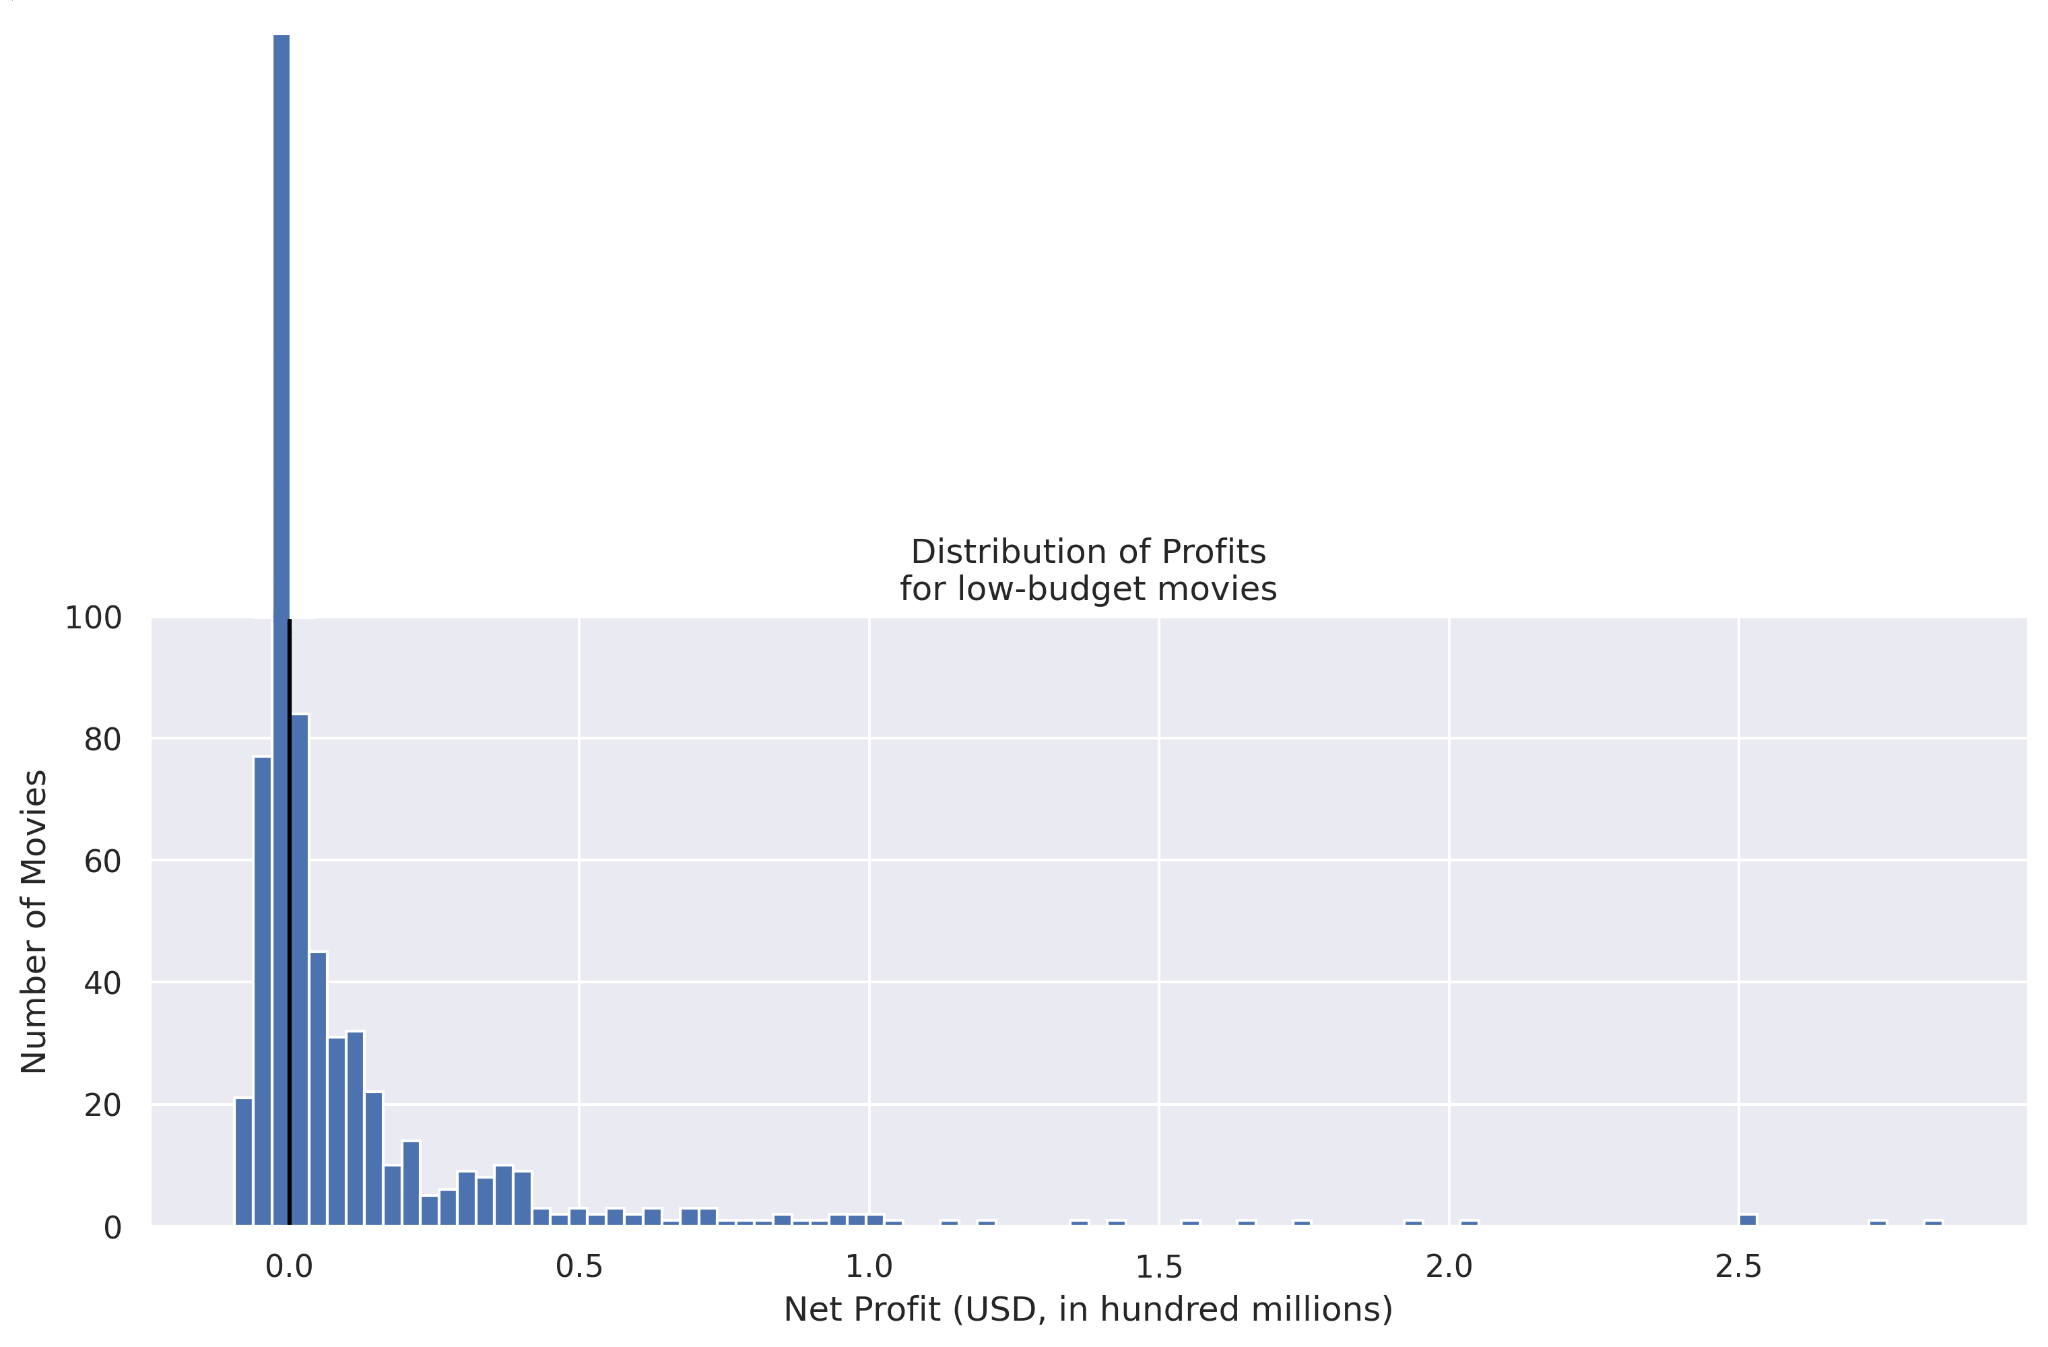 Distribution of Profits
for low-budget movies
100
80
60
40
20
0
Number of Movies
0.0 0.5 1.0 1.5 2.0 2.5
Net Profit (USD, in hundred millions)